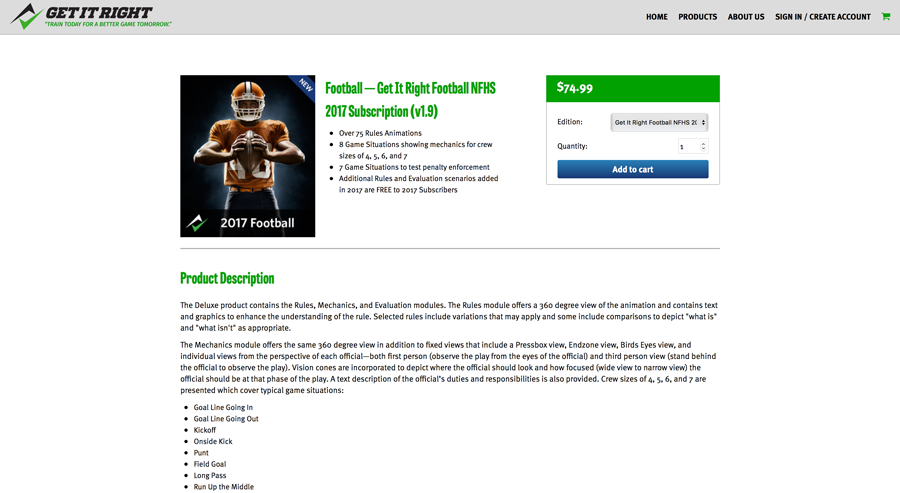 GET IT RIGHT
"TRAIN TODAY FOR A BETTER GAME TOMORROW."
HOME PRODUCTS ABOUT US SIGN IN / CREATE ACCOUNT
NEW
2017 Football
Football — Get It Right Football NFHS
2017 Subscription (v1.9)
Over 75 Rules Animations
8 Game Situations showing mechanics for crew
sizes of 4, 5, 6, and 7
7 Game Situations to test penalty enforcement
Additional Rules and Evaluation scenarios added
in 2017 are FREE to 2017 Subscribers
$74.99
Edition: Get It Right Football NFHS 20
Quantity: 1
Add to cart
Product Description
The Deluxe product contains the Rules, Mechanics, and Evaluation modules. The Rules module offers a 360 degree view of the animation and contains text
and graphics to enhance the understanding of the rule. Selected rules include variations that may apply and some include comparisons to depict "what is"
and "what isn't" as appropriate.
The Mechanics module offers the same 360 degree view in addition to fixed views that include a Pressbox view, Endzone view, Birds Eyes view, and
individual views from the perspective of each official—both first person (observe the play from the eyes of the official) and third person view (stand behind
the official to observe the play). Vision cones are incorporated to depict where the official should look and how focused (wide view to narrow view) the
official should be at that phase of the play. A text description of the official's duties and responsibilities is also provided. Crew sizes of 4, 5, 6, and 7 are
presented which cover typical game situations:
Goal Line Going In
Goal Line Going Out
Kickoff
Onside Kick
Punt
Field Goal
Long Pass
Run Up the Middle